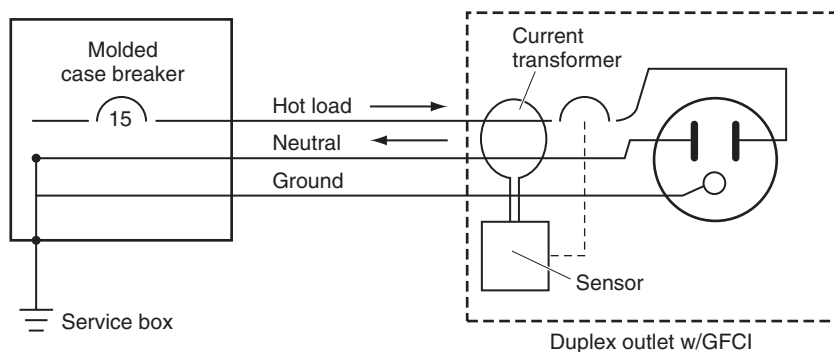 Molded
case breaker
15
Hot load
Neutral
Ground
Service box
Current
transformer
Sensor
Duplex outlet w/GFCI